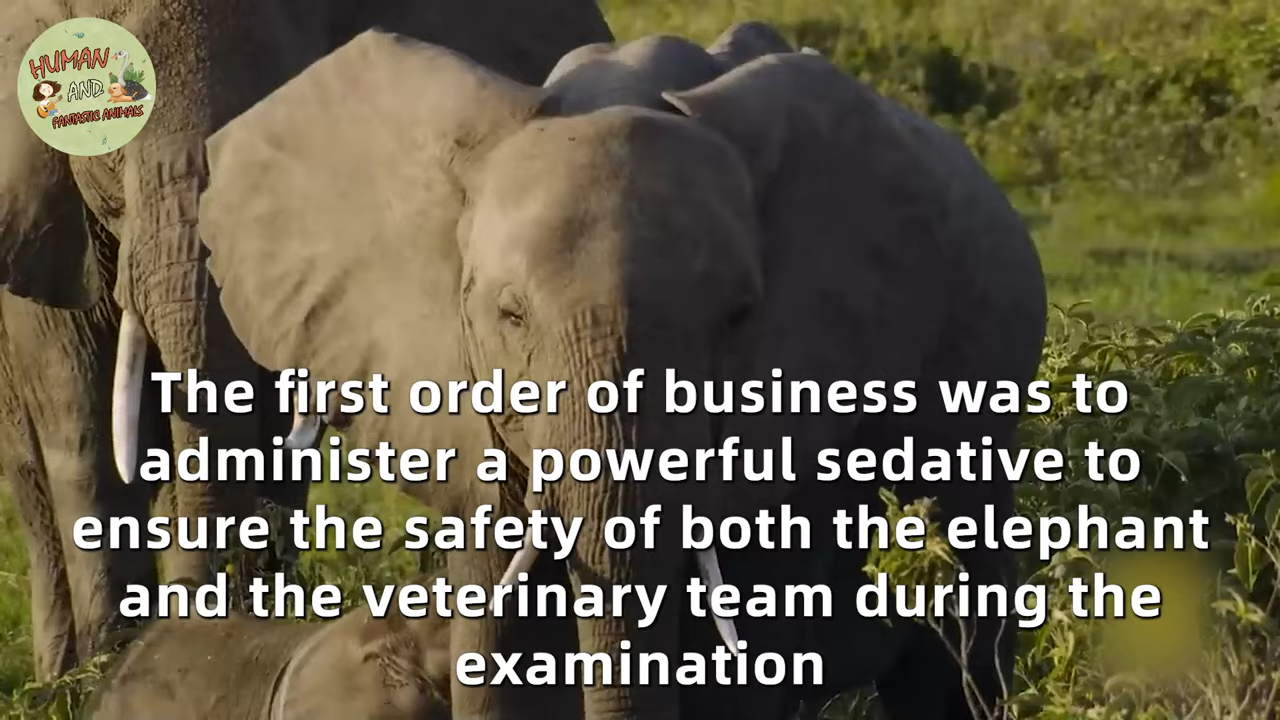 HUMAN
AND
FANTASTIC ANIMALS
The first order of business was to
administer a powerful sedative to
ensure the safety of both the elephant
and the veterinary team during the
examination